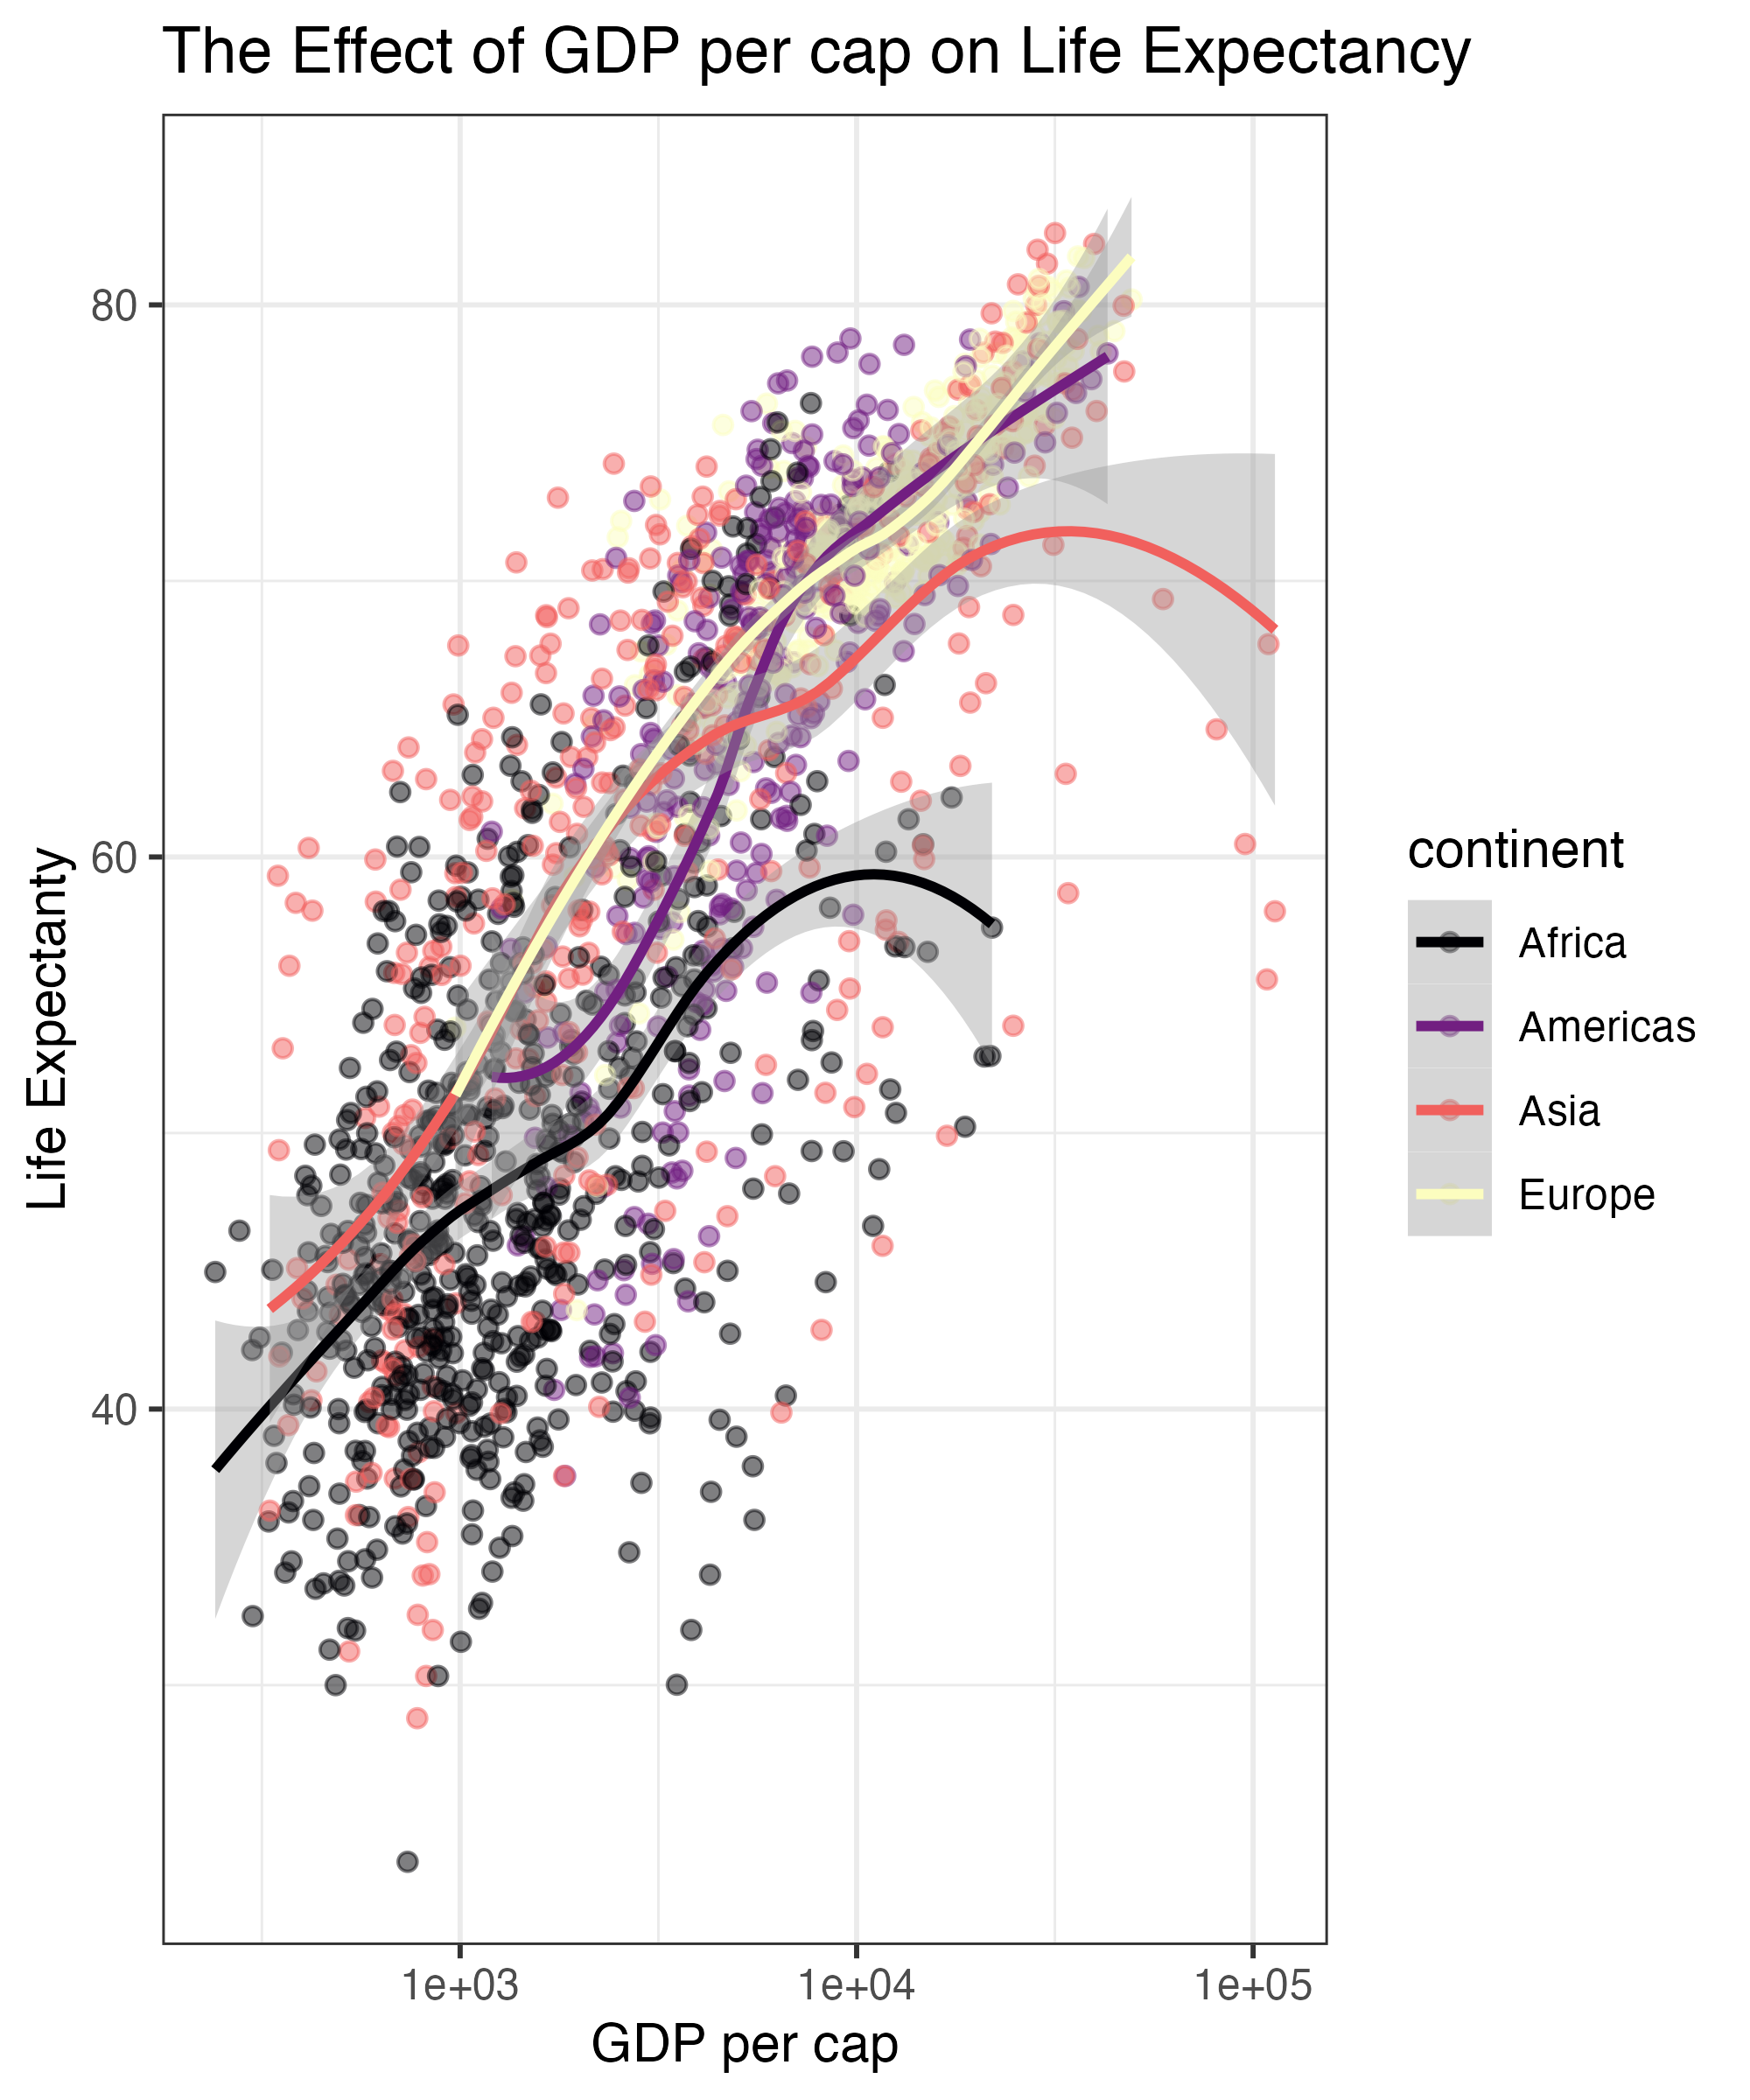 The Effect of GDP per cap on Life Expectancy
Life Expectanty
80
60
40
1e+03
1e+04
1e+05
GDP per cap
continent
Africa
Americas
Asia
Europe